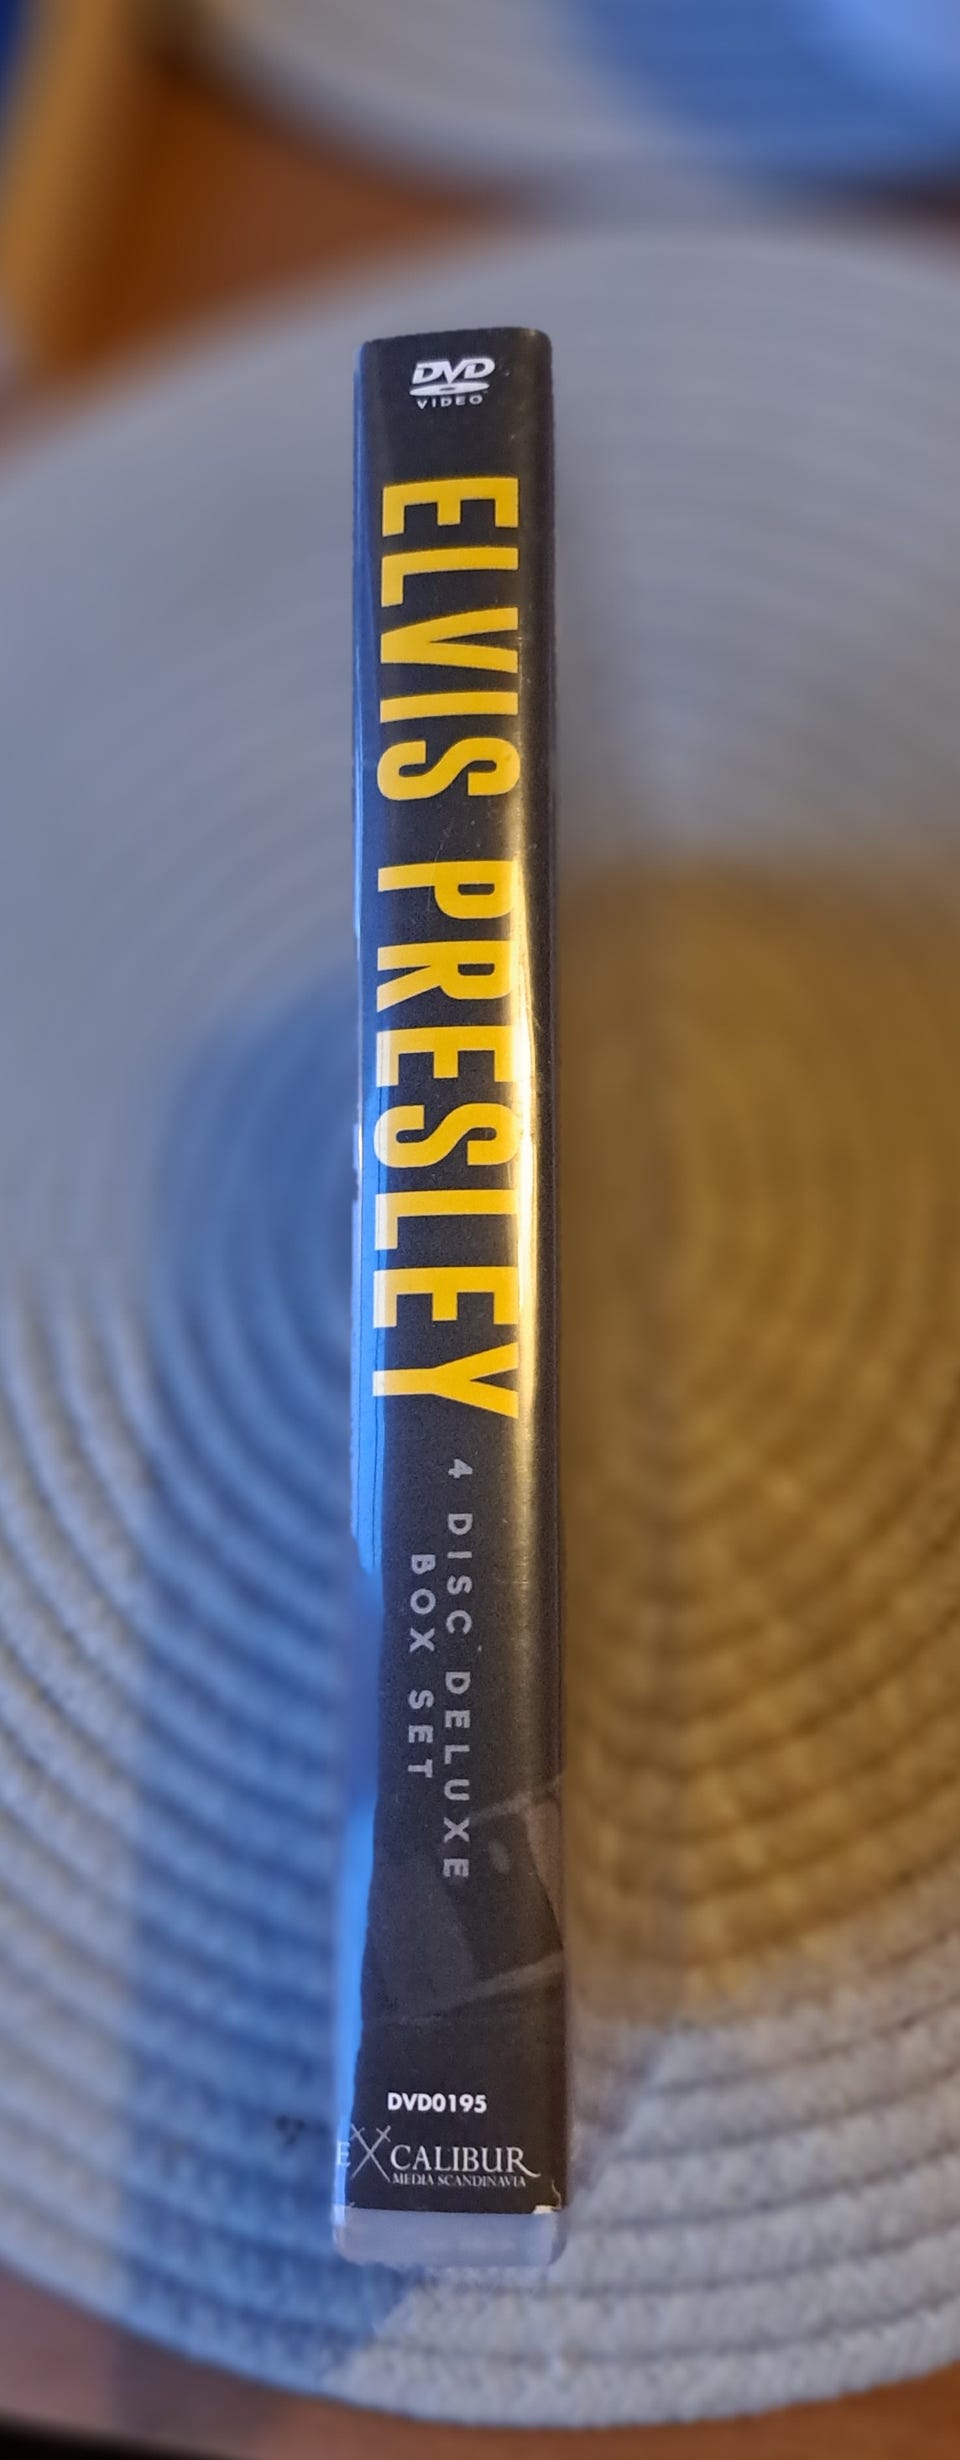 DVD
VIDEO
ELVIS PRESLEY
4 DISC DELUXE
BOX SET
DVD0195
EXCALIBUR
MEDIA SCANDINAVIA